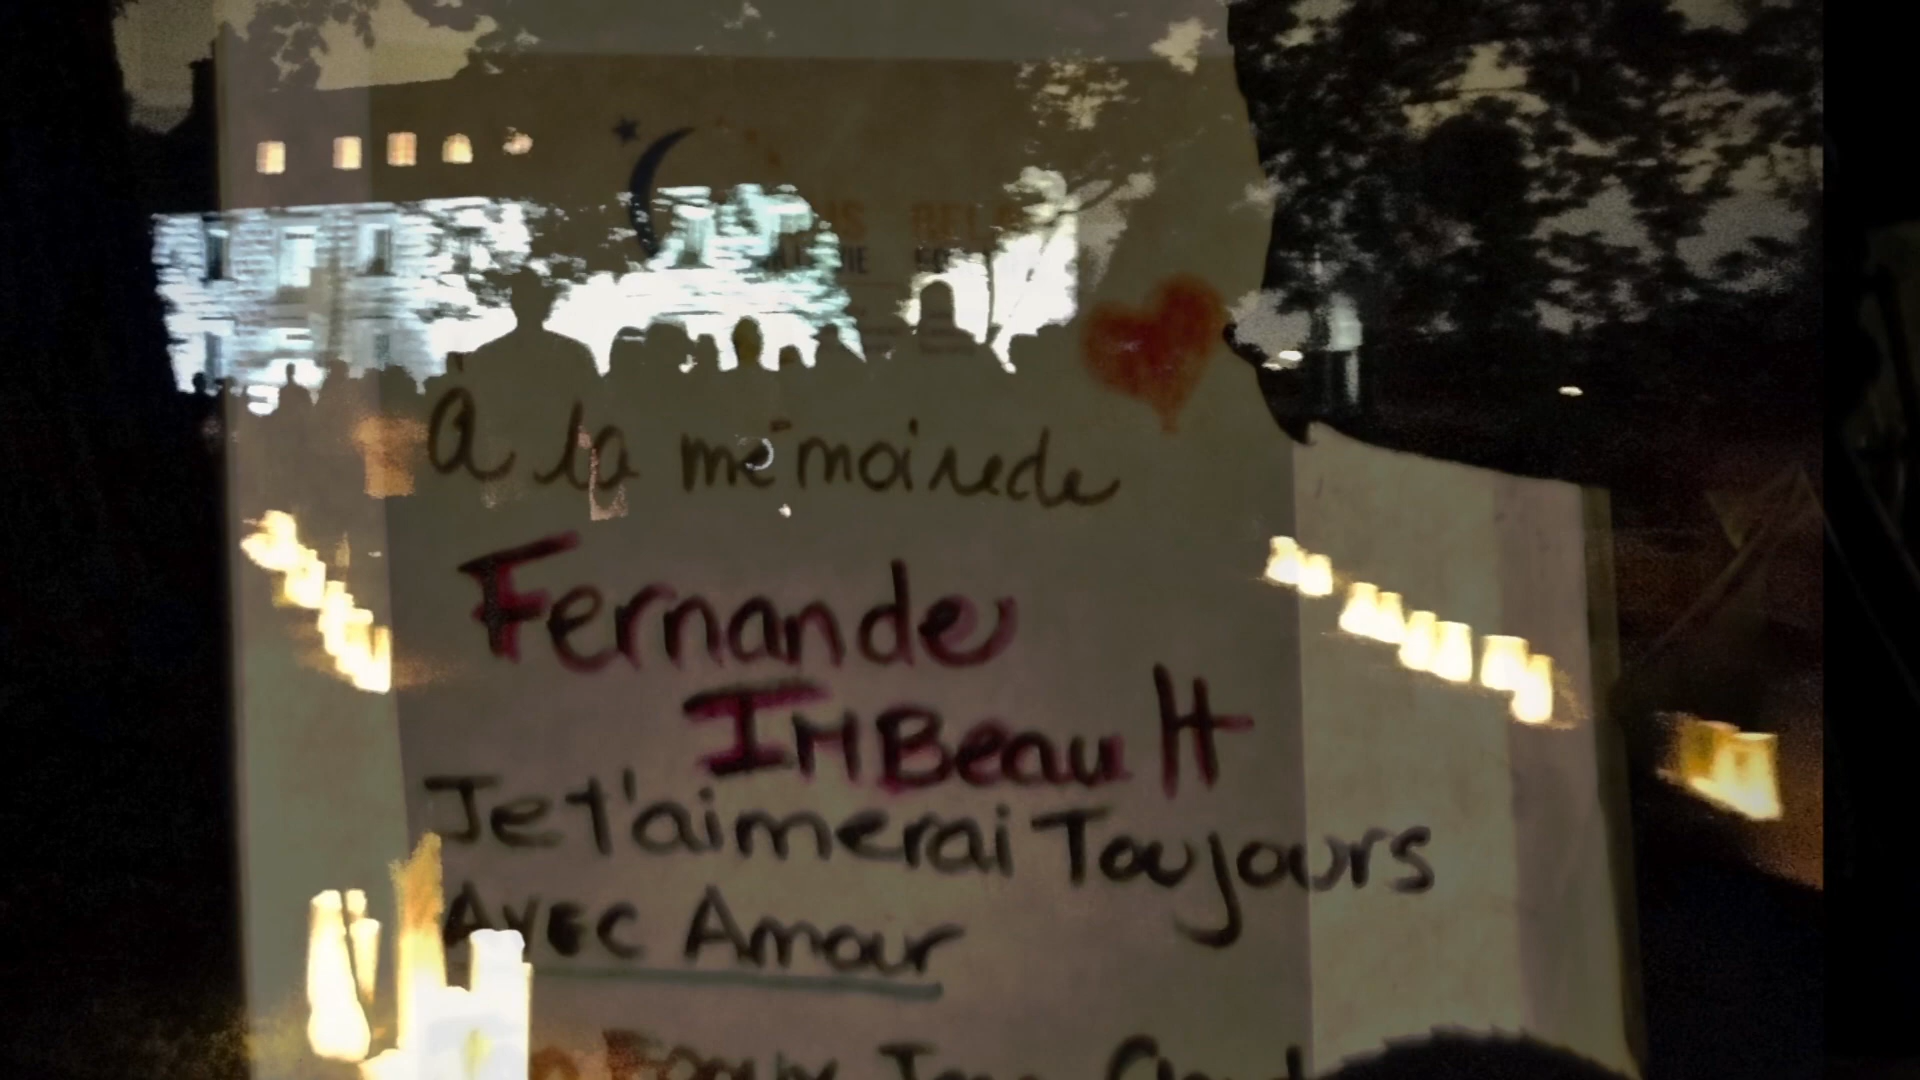 à la mémoire de
Fernande
IMBeault
Je t'aimerai Toujours
AVEC Amour